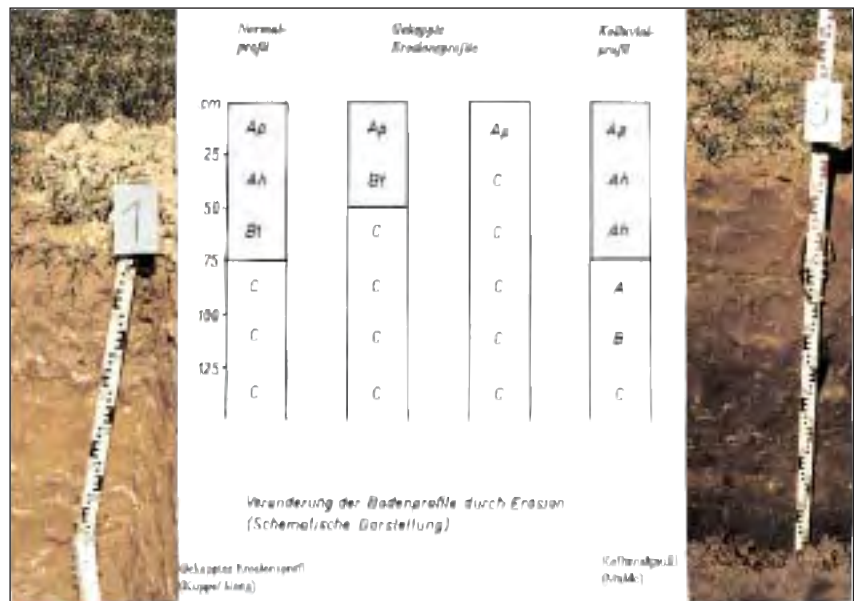 Normal-
profil
Gekappte
Erosionsprofile
Kolluvial-
profil
cm
25
50
75
100
125
Ap
Ah
Bt
C
C
C
Ap
Bt
C
C
C
C
Ap
C
C
C
C
C
Ap
Ah
Ah
A
B
C
1
Veränderung der Bodenprofile durch Erosion
(Schematische Darstellung)
Gekapptes Erosionsprofil
Kolluvialprofil
(Mulde)